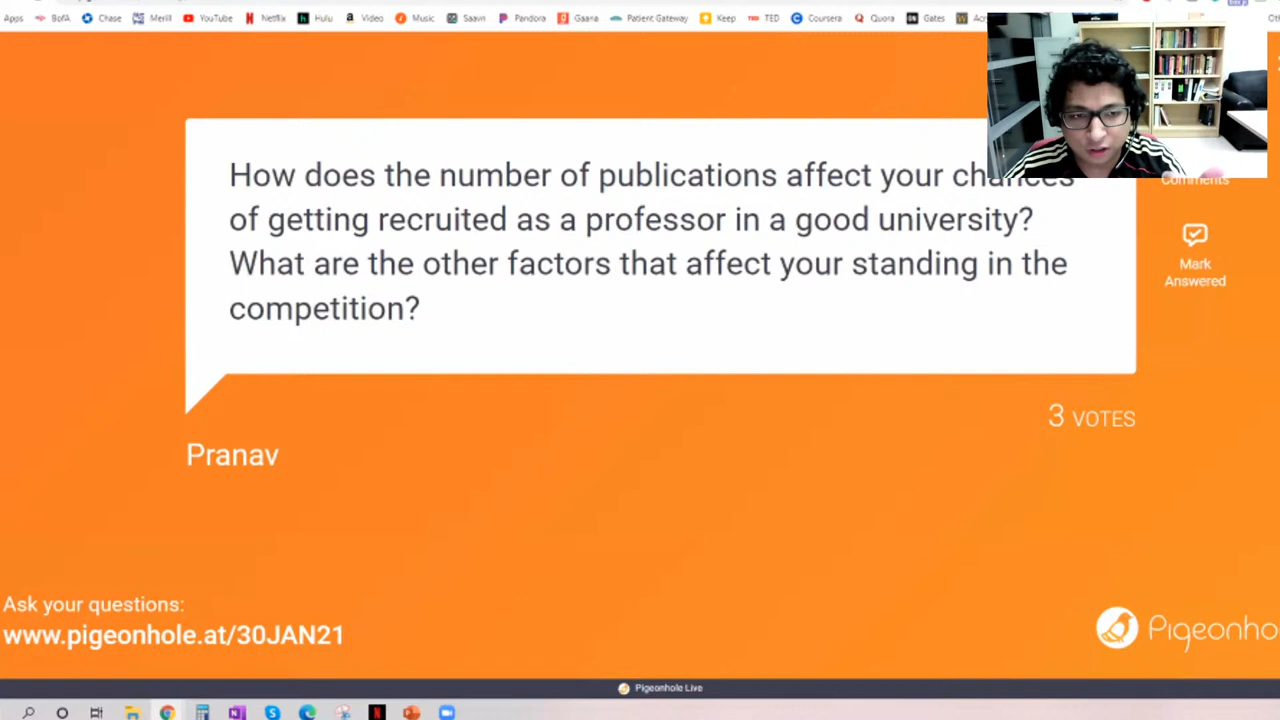 Apps BofA Chase Merill YouTube Netflix Hulu Video Music Saavn Pandora Gaana Patient Gateway Keep TED TED Coursera Quora Gates
How does the number of publications affect your chances
of getting recruited as a professor in a good university?
What are the other factors that affect your standing in the
competition?
Comments
Mark
Answered
3 VOTES
Pranav
Ask your questions:
www.pigeonhole.at/30JAN21
Pigeonho
Pigeonhole Live